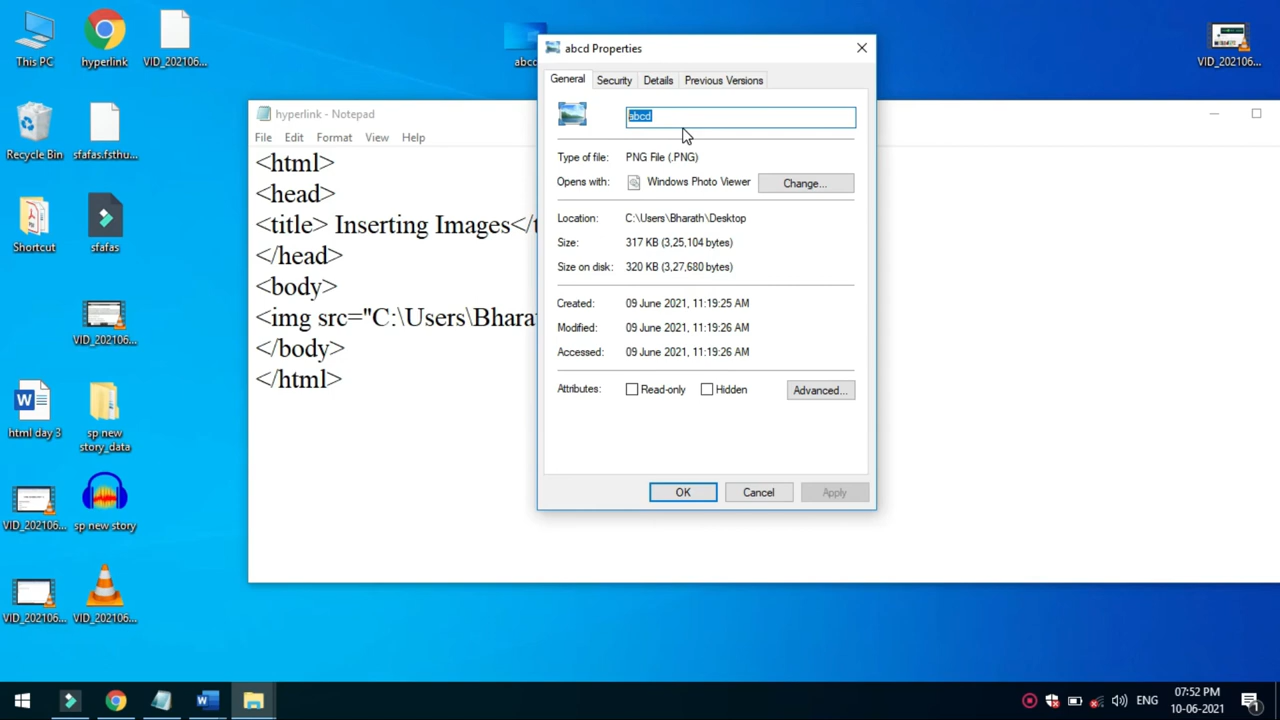 This PC
hyperlink
VID_202106...
abcd
VID_202106...
Recycle Bin
sfafas.fsthu...
Shortcut
sfafas
VID_202106...
html day 3
sp new
story_data
VID_202106...
sp new story
VID_202106...
VID_202106...
hyperlink - Notepad
File Edit Format View Help
<html>
<head>
<title> Inserting Images</t
</head>
<body>
<img src="C:\Users\Bharat
</body>
</html>
abcd Properties
General Security Details Previous Versions
abcd
Type of file: PNG File (.PNG)
Opens with: Windows Photo Viewer Change...
Location: C:\Users\Bharath\Desktop
Size: 317 KB (3,25,104 bytes)
Size on disk: 320 KB (3,27,680 bytes)
Created: 09 June 2021, 11:19:25 AM
Modified: 09 June 2021, 11:19:26 AM
Accessed: 09 June 2021, 11:19:26 AM
Attributes: Read-only Hidden Advanced...
OK Cancel Apply
ENG
07:52 PM
10-06-2021
1